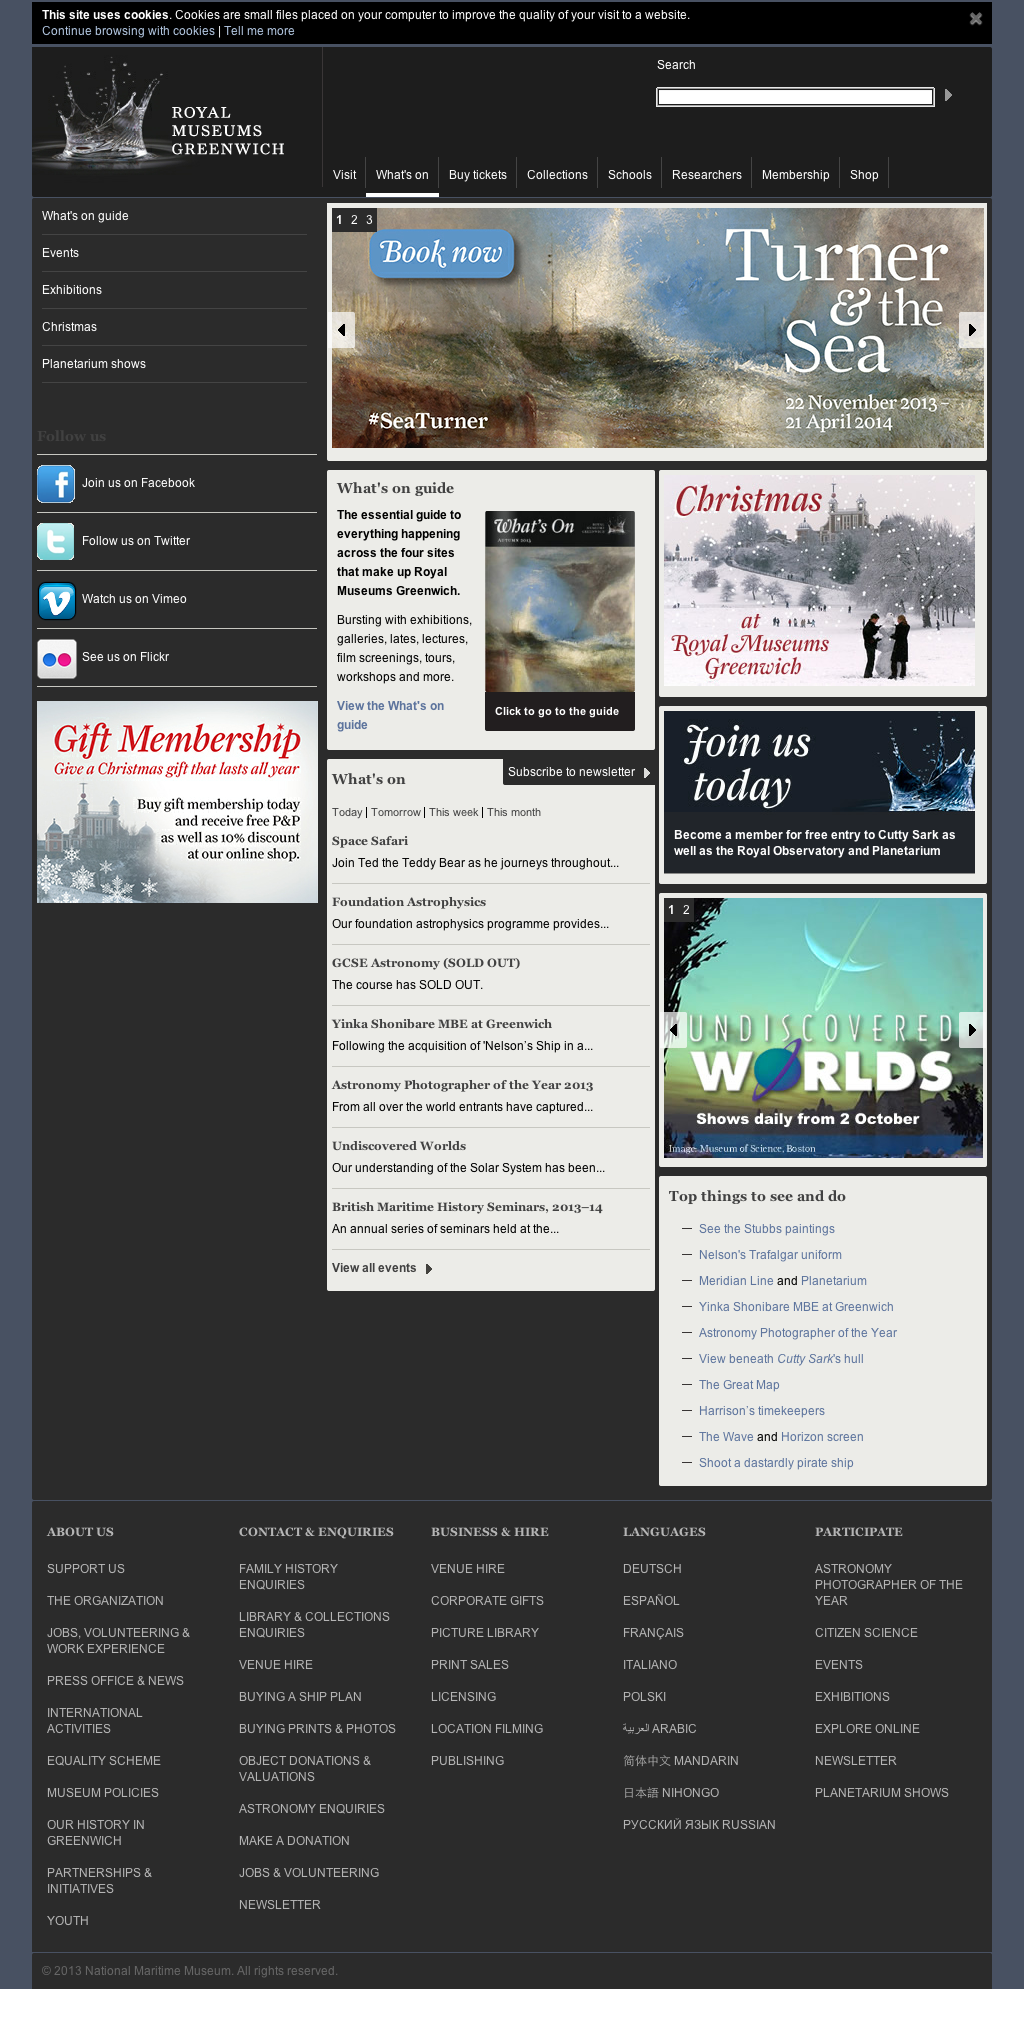 This site uses cookies. Cookies are small files placed on your computer to improve the quality of your visit to a website.
Continue browsing with cookies | Tell me more
ROYAL
MUSEUMS
GREENWICH
Search
Visit
What's on
Buy tickets
Collections
Schools
Researchers
Membership
Shop
What's on guide
Events
Exhibitions
Christmas
Planetarium shows
Follow us
Join us on Facebook
Follow us on Twitter
Watch us on Vimeo
See us on Flickr
Gift Membership
Give a Christmas gift that lasts all year
Buy gift membership today
and receive free P&P
as well as 10% discount
at our online shop.
1 2 3
Book now
Turner
& the
Sea
22 November 2013 –
21 April 2014
#SeaTurner
What's on guide
The essential guide to
everything happening
across the four sites
that make up Royal
Museums Greenwich.
Bursting with exhibitions,
galleries, lates, lectures,
film screenings, tours,
workshops and more.
View the What's on
guide
What's On
AUTUMN 2013
Click to go to the guide
What's on
Subscribe to newsletter
Today | Tomorrow | This week | This month
Space Safari
Join Ted the Teddy Bear as he journeys throughout...
Foundation Astrophysics
Our foundation astrophysics programme provides...
GCSE Astronomy (SOLD OUT)
The course has SOLD OUT.
Yinka Shonibare MBE at Greenwich
Following the acquisition of 'Nelson's Ship in a...
Astronomy Photographer of the Year 2013
From all over the world entrants have captured...
Undiscovered Worlds
Our understanding of the Solar System has been...
British Maritime History Seminars, 2013–14
An annual series of seminars held at the...
View all events
Christmas
at
Royal Museums
Greenwich
Join us
today
Become a member for free entry to Cutty Sark as
well as the Royal Observatory and Planetarium
1 2
UNDISCOVERED
WORLDS
Shows daily from 2 October
Image: Museum of Science, Boston
Top things to see and do
— See the Stubbs paintings
— Nelson's Trafalgar uniform
— Meridian Line and Planetarium
— Yinka Shonibare MBE at Greenwich
— Astronomy Photographer of the Year
— View beneath Cutty Sark's hull
— The Great Map
— Harrison's timekeepers
— The Wave and Horizon screen
— Shoot a dastardly pirate ship
ABOUT US
SUPPORT US
THE ORGANIZATION
JOBS, VOLUNTEERING &
WORK EXPERIENCE
PRESS OFFICE & NEWS
INTERNATIONAL
ACTIVITIES
EQUALITY SCHEME
MUSEUM POLICIES
OUR HISTORY IN
GREENWICH
PARTNERSHIPS &
INITIATIVES
YOUTH
CONTACT & ENQUIRIES
FAMILY HISTORY
ENQUIRIES
LIBRARY & COLLECTIONS
ENQUIRIES
VENUE HIRE
BUYING A SHIP PLAN
BUYING PRINTS & PHOTOS
OBJECT DONATIONS &
VALUATIONS
ASTRONOMY ENQUIRIES
MAKE A DONATION
JOBS & VOLUNTEERING
NEWSLETTER
BUSINESS & HIRE
VENUE HIRE
CORPORATE GIFTS
PICTURE LIBRARY
PRINT SALES
LICENSING
LOCATION FILMING
PUBLISHING
LANGUAGES
DEUTSCH
ESPAÑOL
FRANÇAIS
ITALIANO
POLSKI
العربية ARABIC
简体中文 MANDARIN
日本語 NIHONGO
РУССКИЙ ЯЗЫК RUSSIAN
PARTICIPATE
ASTRONOMY
PHOTOGRAPHER OF THE
YEAR
CITIZEN SCIENCE
EVENTS
EXHIBITIONS
EXPLORE ONLINE
NEWSLETTER
PLANETARIUM SHOWS
© 2013 National Maritime Museum. All rights reserved.